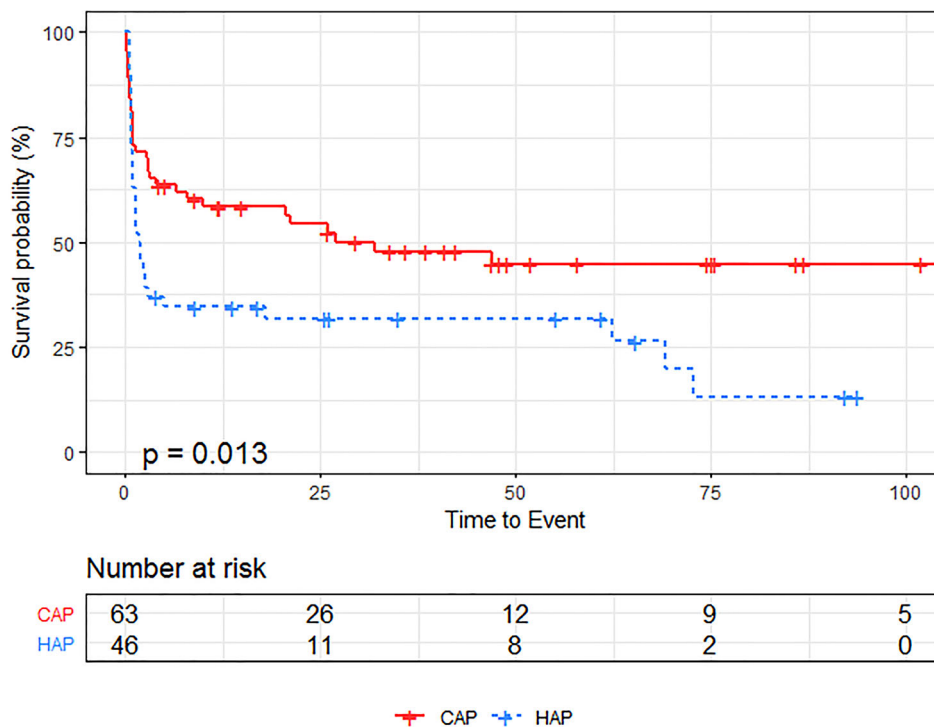 Survival probability (%)
100
75
50
25
0
p = 0.013
0 25 50 75 100
Time to Event
Number at risk
CAP 63 26 12 9 5
HAP 46 11 8 2 0
CAP HAP